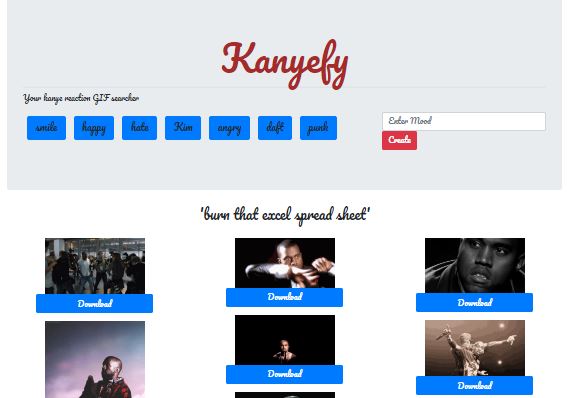 Kanyefy
Your kanye reaction GIF searcher
smile happy hate Kim angry daft punk
Enter Mood
Create
'burn that excel spread sheet'
Download Download Download
Download Download